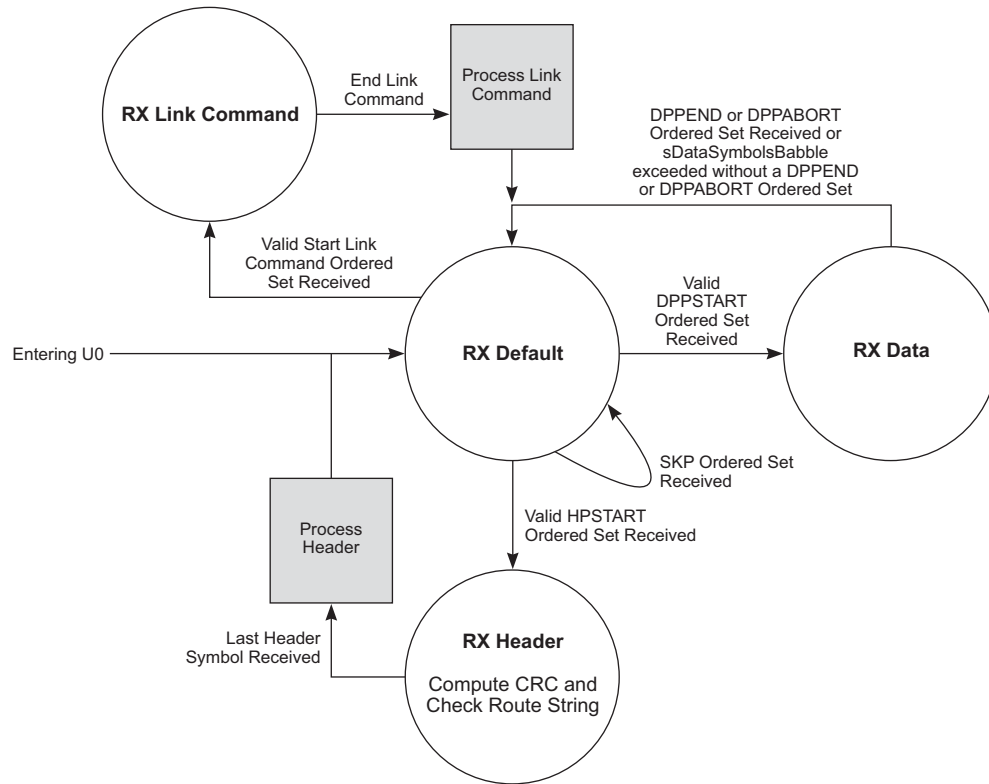 RX Link Command
End Link
Command
Process Link
Command
DPPEND or DPPABORT
Ordered Set Received or
sDataSymbolsBabble
exceeded without a DPPEND
or DPPABORT Ordered Set
Valid Start Link
Command Ordered
Set Received
Valid
DPPSTART
Ordered Set
Received
Entering U0
RX Default
RX Data
SKP Ordered Set
Received
Process
Header
Valid HPSTART
Ordered Set Received
Last Header
Symbol Received
RX Header
Compute CRC and
Check Route String